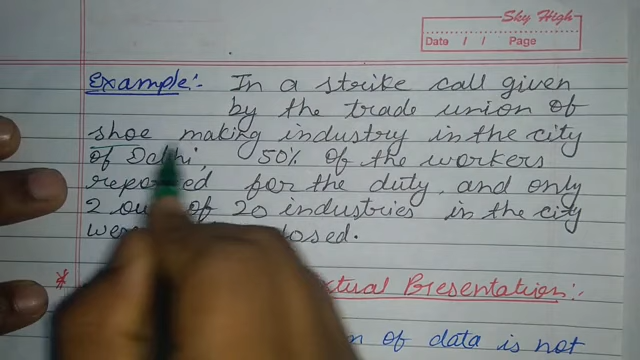 Sky High
Date / / Page
Example:- In a strike call given
by the trade union of
shoe making industry in the city
of Delhi, 50% of the workers
reported for the duty, and only
2 out of 20 industries in the city
were closed.
Presentation:-
of data is not